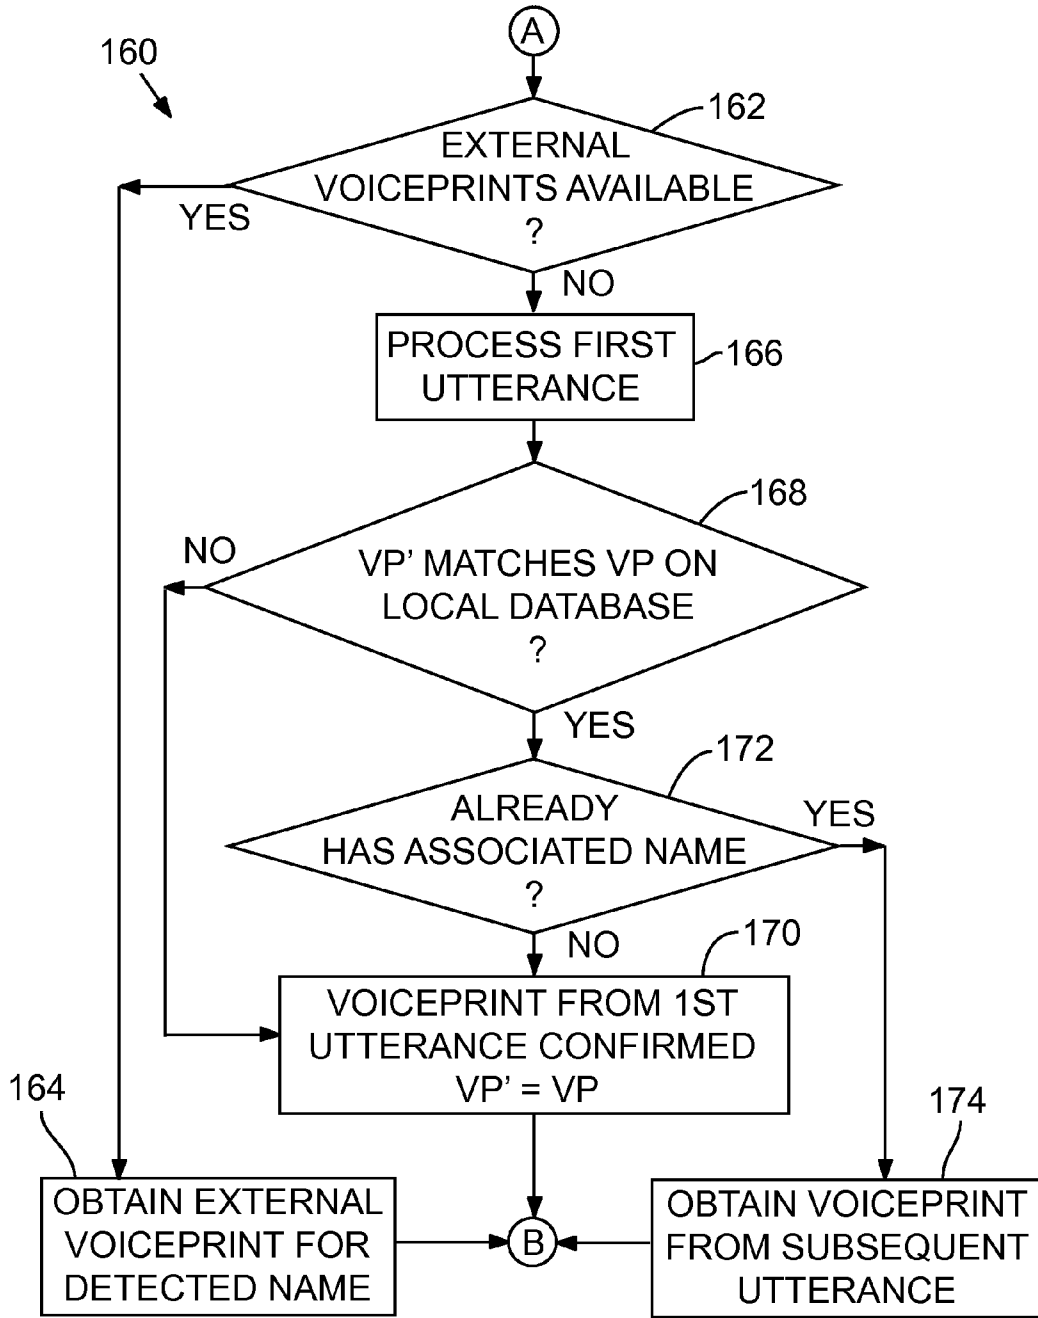 A
160
162
EXTERNAL
VOICEPRINTS AVAILABLE
?
YES
NO
PROCESS FIRST
UTTERANCE
166
168
NO
VP’ MATCHES VP ON
LOCAL DATABASE
?
YES
172
ALREADY
HAS ASSOCIATED NAME
?
YES
NO
170
VOICEPRINT FROM 1ST
UTTERANCE CONFIRMED
VP’ = VP
164
174
OBTAIN EXTERNAL
VOICEPRINT FOR
DETECTED NAME
B
OBTAIN VOICEPRINT
FROM SUBSEQUENT
UTTERANCE